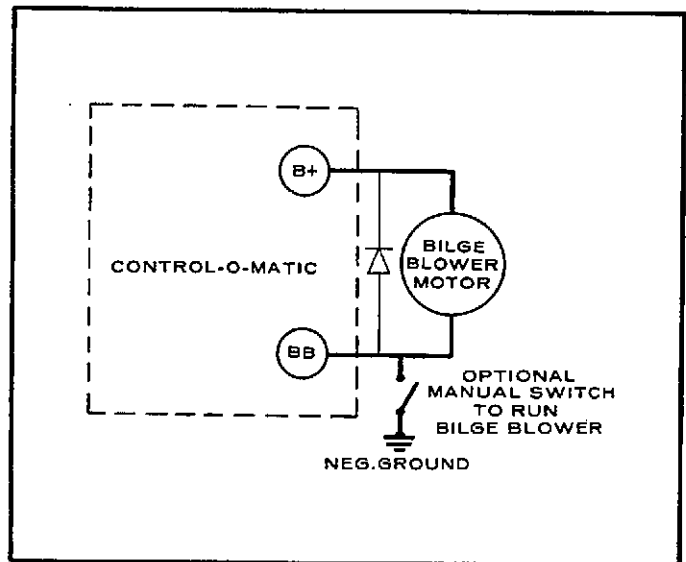 B+
CONTROL-O-MATIC
BILGE
BLOWER
MOTOR
BB
OPTIONAL
MANUAL SWITCH
TO RUN
BILGE BLOWER
NEG.GROUND